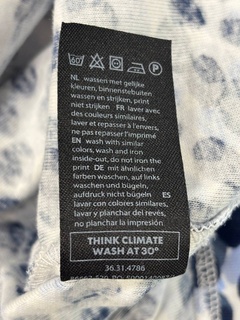 60
P
NL wassen met gelijke
kleuren, binnenstebuiten
wassen en strijken, print
niet strijken FR laver avec
des couleurs similaires,
laver et repasser à l'envers,
ne pas repasser l'imprimé
EN wash with similar
colors, wash and iron
inside-out, do not iron the
print DE mit ähnlichen
farben waschen, auf links
waschen und bügeln,
aufdruck nicht bügeln ES
lavar con colores similares,
lavar y planchar del revés,
no planchar la impresión
THINK CLIMATE
WASH AT 30°
36.31.4786